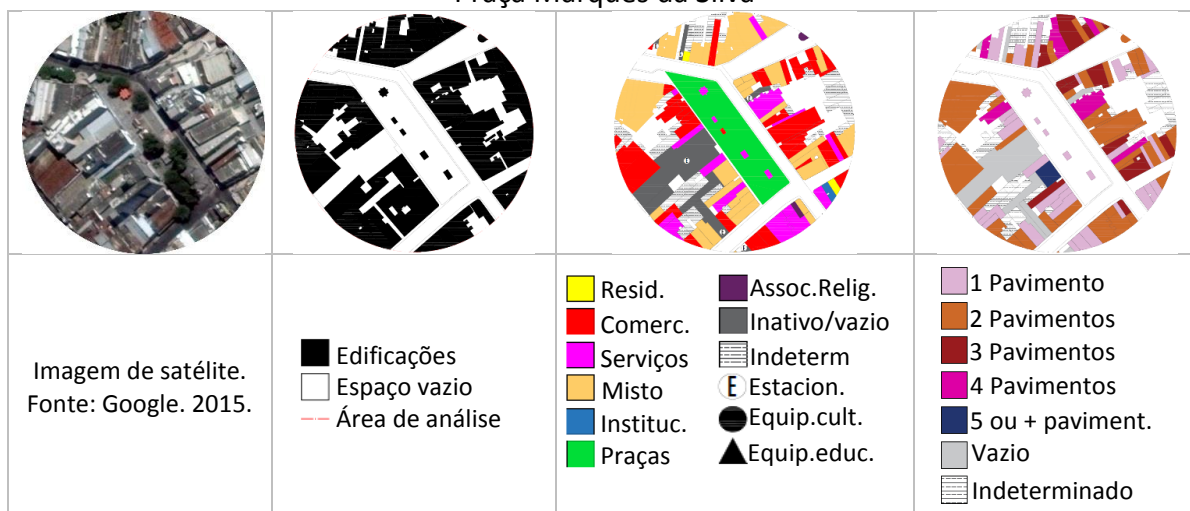 Praça Marques da Silva
E
E
E
E
Imagem de satélite.
Fonte: Google. 2015.
Edificações
Espaço vazio
Área de análise
Resid.
Comerc.
Serviços
Misto
Instituc.
Praças
Assoc.Relig.
Inativo/vazio
Indeterm
E Estacion.
Equip.cult.
Equip.educ.
1 Pavimento
2 Pavimentos
3 Pavimentos
4 Pavimentos
5 ou + paviment.
Vazio
Indeterminado